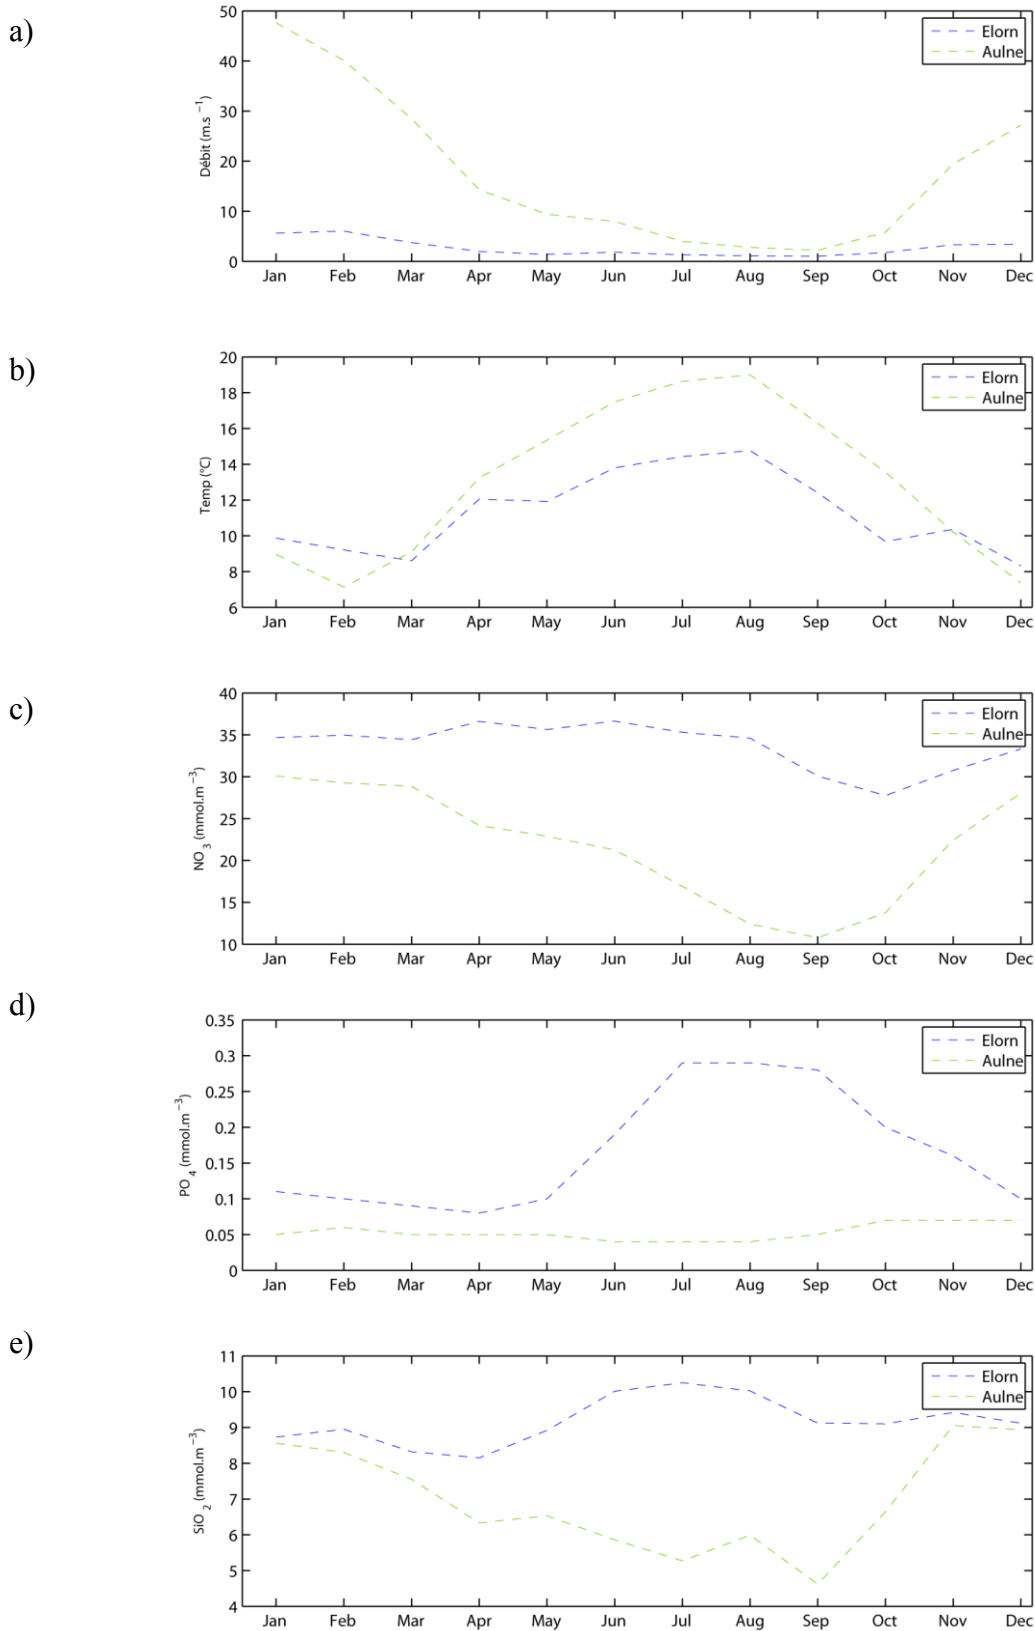 a)
50
40
30
20
10
0
Débit (m.s⁻¹)
Elorn
Aulne
Jan Feb Mar Apr May Jun Jul Aug Sep Oct Nov Dec
b)
20
18
16
14
12
10
8
6
Temp (°C)
Elorn
Aulne
Jan Feb Mar Apr May Jun Jul Aug Sep Oct Nov Dec
c)
40
35
30
25
20
15
10
NO₃ (mmol.m⁻³)
Elorn
Aulne
Jan Feb Mar Apr May Jun Jul Aug Sep Oct Nov Dec
d)
0.35
0.3
0.25
0.2
0.15
0.1
0.05
0
PO₄ (mmol.m⁻³)
Elorn
Aulne
Jan Feb Mar Apr May Jun Jul Aug Sep Oct Nov Dec
e)
11
10
9
8
7
6
5
4
SiO₂ (mmol.m⁻³)
Elorn
Aulne
Jan Feb Mar Apr May Jun Jul Aug Sep Oct Nov Dec